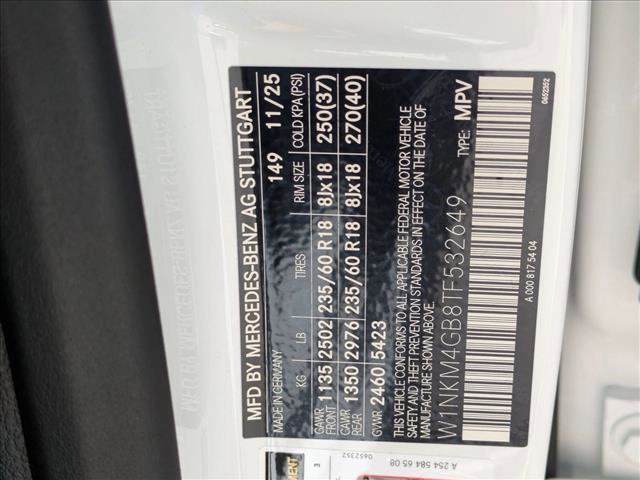 MFD BY MERCEDES-BENZ AG STUTTGART
MADE IN GERMANY 149 11/25
KG LB TIRES RIM SIZE COLD KPA(PSI)
GAWR FRONT 1135 2502 235/60 R18 8Jx18 250(37)
GAWR REAR 1350 2976 235/60 R18 8Jx18 270(40)
GVWR 2460 5423
THIS VEHICLE CONFORMS TO ALL APPLICABLE FEDERAL MOTOR VEHICLE
SAFETY AND THEFT PREVENTION STANDARDS IN EFFECT ON THE DATE OF
MANUFACTURE SHOWN ABOVE.
W1NKM4GB8TF532649 TYPE: MPV
A 000 817 54 04
0652352
A 254 584 65 08
0652352
3